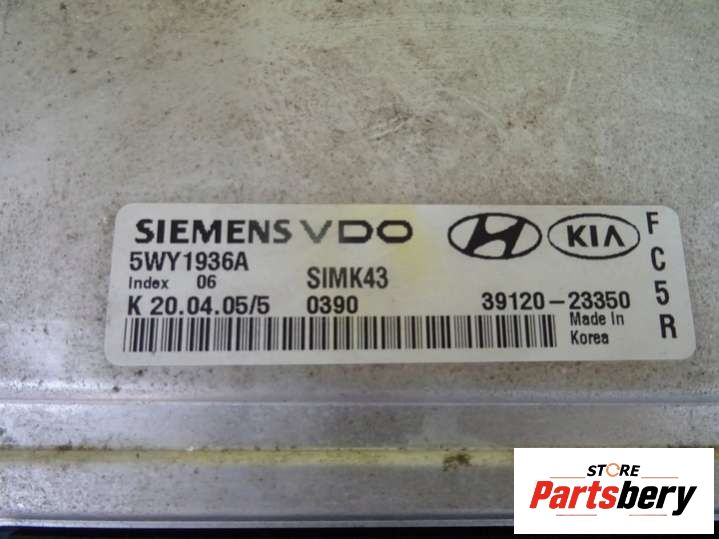 SIEMENS VDO KIA
5WY1936A
Index 06 SIMK43
K 20.04.05/5 0390 39120-23350
Made In
Korea
F
C
5
R
STORE
Partsbery